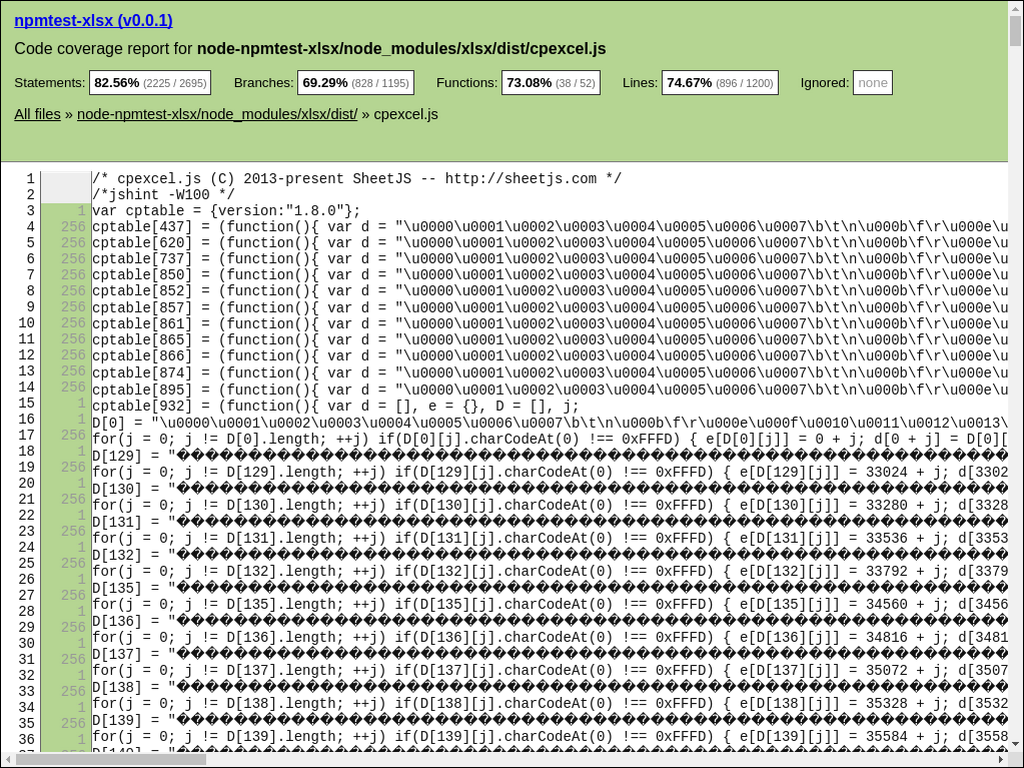 npmtest-xlsx (v0.0.1)
Code coverage report for node-npmtest-xlsx/node_modules/xlsx/dist/cpexcel.js
Statements: 82.56% (2225 / 2695) Branches: 69.29% (828 / 1195) Functions: 73.08% (38 / 52) Lines: 74.67% (896 / 1200) Ignored: none
All files » node-npmtest-xlsx/node_modules/xlsx/dist/ » cpexcel.js
1 /* cpexcel.js (C) 2013-present SheetJS -- http://sheetjs.com */
2 /*jshint -W100 */
3 1 var cptable = {version:"1.8.0"};
4 256 cptable[437] = (function(){ var d = "\u0000\u0001\u0002\u0003\u0004\u0005\u0006\u0007\b\t\n\u000b\f\r\u000e\u
5 256 cptable[620] = (function(){ var d = "\u0000\u0001\u0002\u0003\u0004\u0005\u0006\u0007\b\t\n\u000b\f\r\u000e\u
6 256 cptable[737] = (function(){ var d = "\u0000\u0001\u0002\u0003\u0004\u0005\u0006\u0007\b\t\n\u000b\f\r\u000e\u
7 256 cptable[850] = (function(){ var d = "\u0000\u0001\u0002\u0003\u0004\u0005\u0006\u0007\b\t\n\u000b\f\r\u000e\u
8 256 cptable[852] = (function(){ var d = "\u0000\u0001\u0002\u0003\u0004\u0005\u0006\u0007\b\t\n\u000b\f\r\u000e\u
9 256 cptable[857] = (function(){ var d = "\u0000\u0001\u0002\u0003\u0004\u0005\u0006\u0007\b\t\n\u000b\f\r\u000e\u
10 256 cptable[861] = (function(){ var d = "\u0000\u0001\u0002\u0003\u0004\u0005\u0006\u0007\b\t\n\u000b\f\r\u000e\u
11 256 cptable[865] = (function(){ var d = "\u0000\u0001\u0002\u0003\u0004\u0005\u0006\u0007\b\t\n\u000b\f\r\u000e\u
12 256 cptable[866] = (function(){ var d = "\u0000\u0001\u0002\u0003\u0004\u0005\u0006\u0007\b\t\n\u000b\f\r\u000e\u
13 256 cptable[874] = (function(){ var d = "\u0000\u0001\u0002\u0003\u0004\u0005\u0006\u0007\b\t\n\u000b\f\r\u000e\u
14 256 cptable[895] = (function(){ var d = "\u0000\u0001\u0002\u0003\u0004\u0005\u0006\u0007\b\t\n\u000b\f\r\u000e\u
15 1 cptable[932] = (function(){ var d = [], e = {}, D = [], j;
16 1 D[0] = "\u0000\u0001\u0002\u0003\u0004\u0005\u0006\u0007\b\t\n\u000b\f\r\u000e\u000f\u0010\u0011\u0012\u0013\
17 256 for(j = 0; j != D[0].length; ++j) if(D[0][j].charCodeAt(0) !== 0xFFFD) { e[D[0][j]] = 0 + j; d[0 + j] = D[0][
18 1 D[129] = "����������������������������������������������������������������
19 256 for(j = 0; j != D[129].length; ++j) if(D[129][j].charCodeAt(0) !== 0xFFFD) { e[D[129][j]] = 33024 + j; d[3302
20 1 D[130] = "����������������������������������������������������������������
21 256 for(j = 0; j != D[130].length; ++j) if(D[130][j].charCodeAt(0) !== 0xFFFD) { e[D[130][j]] = 33280 + j; d[3328
22 1 D[131] = "����������������������������������������������������������������
23 256 for(j = 0; j != D[131].length; ++j) if(D[131][j].charCodeAt(0) !== 0xFFFD) { e[D[131][j]] = 33536 + j; d[3353
24 1 D[132] = "����������������������������������������������������������������
25 256 for(j = 0; j != D[132].length; ++j) if(D[132][j].charCodeAt(0) !== 0xFFFD) { e[D[132][j]] = 33792 + j; d[3379
26 1 D[135] = "����������������������������������������������������������������
27 256 for(j = 0; j != D[135].length; ++j) if(D[135][j].charCodeAt(0) !== 0xFFFD) { e[D[135][j]] = 34560 + j; d[3456
28 1 D[136] = "����������������������������������������������������������������
29 256 for(j = 0; j != D[136].length; ++j) if(D[136][j].charCodeAt(0) !== 0xFFFD) { e[D[136][j]] = 34816 + j; d[3481
30 1 D[137] = "����������������������������������������������������������������
31 256 for(j = 0; j != D[137].length; ++j) if(D[137][j].charCodeAt(0) !== 0xFFFD) { e[D[137][j]] = 35072 + j; d[3507
32 1 D[138] = "����������������������������������������������������������������
33 256 for(j = 0; j != D[138].length; ++j) if(D[138][j].charCodeAt(0) !== 0xFFFD) { e[D[138][j]] = 35328 + j; d[3532
34 1 D[139] = "����������������������������������������������������������������
35 256 for(j = 0; j != D[139].length; ++j) if(D[139][j].charCodeAt(0) !== 0xFFFD) { e[D[139][j]] = 35584 + j; d[3558
36 1